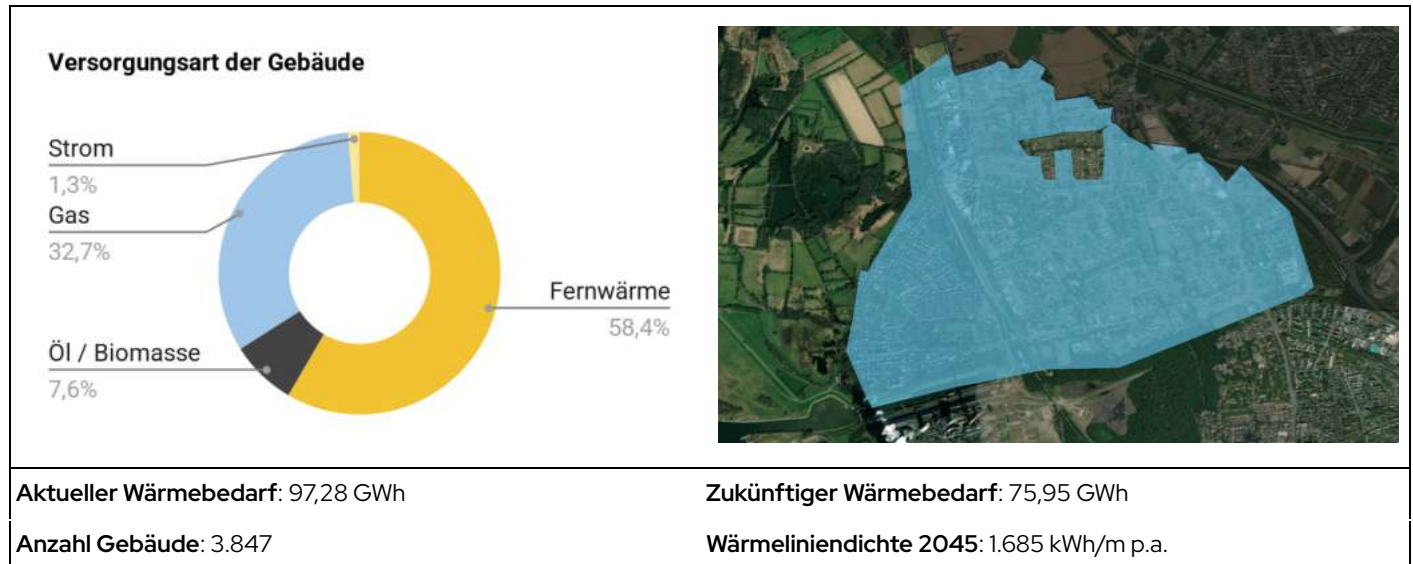 Versorgungsart der Gebäude
Strom
1,3%
Gas
32,7%
Fernwärme
58,4%
Öl / Biomasse
7,6%
Aktueller Wärmebedarf: 97,28 GWh
Zukünftiger Wärmebedarf: 75,95 GWh
Anzahl Gebäude: 3.847
Wärmeliniendichte 2045: 1.685 kWh/m p.a.